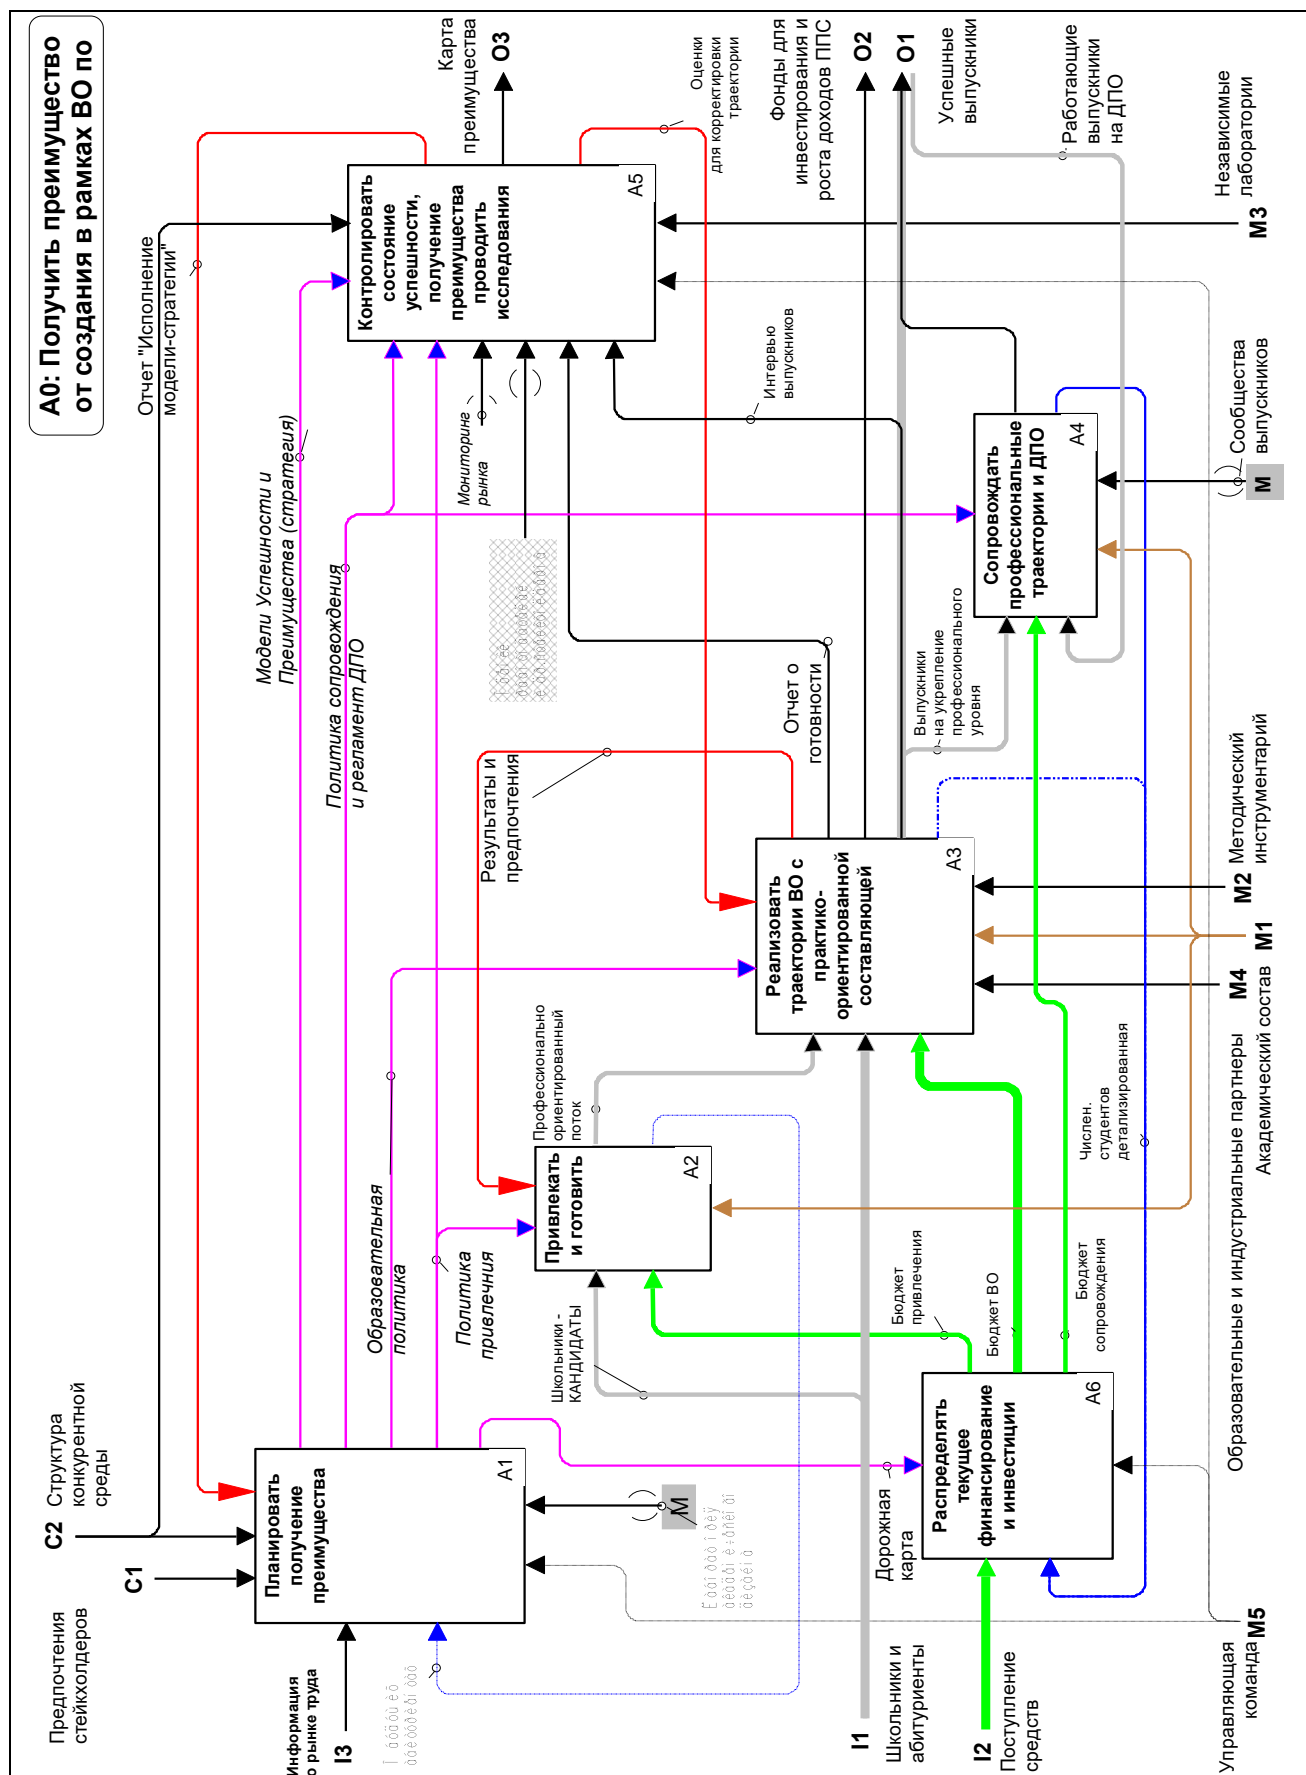 А0: Получить преимущество
от создания в рамках ВО по
Предпочтения
стейкхолдеров
C1
C2
Структура
конкурентной
среды
Отчет "Исполнение
модели-стратегии"
Карта
преимущества
O3
Оценки
для корректировки
траектории
Модели Успешности и
Преимущества (стратегия)
Политика сопровождения
и регламент ДПО
Образовательная
политика
Политика
привлечния
Информация
о рынке труда
I3
Планировать
получение
преимущества
A1
M
Контролировать
состояние
успешности,
получение
преимущества
проводить
исследования
A5
Мониторинг
рынка
Интервью
выпускников
Результаты и
предпочтения
Отчет о
готовности
Фонды для
инвестирования и
роста доходов ППС
O2
O1
Успешные
выпускники
Школьники -
КАНДИДАТЫ
Привлекать
и готовить
A2
Профессионально
ориентированный
поток
Реализовать
траектории ВО с
практико-
ориентированной
составляющей
A3
Выпускники
на укрепление
профессионального
уровня
Сопровождать
профессиональные
траектории и ДПО
A4
Работающие
выпускники
на ДПО
I1
Школьники и
абитуриенты
Дорожная
карта
Бюджет
привлечения
Бюджет ВО
Бюджет
сопровождения
Числен.
студентов
детализированная
I2
Поступление
средств
Распределять
текущее
финансирование
и инвестиции
A6
Управляющая
команда
M5
Образовательные и индустриальные партнеры
M4
Академический состав
M1
M2
Методический
инструментарий
M
Сообщества
выпускников
M3
Независимые
лаборатории